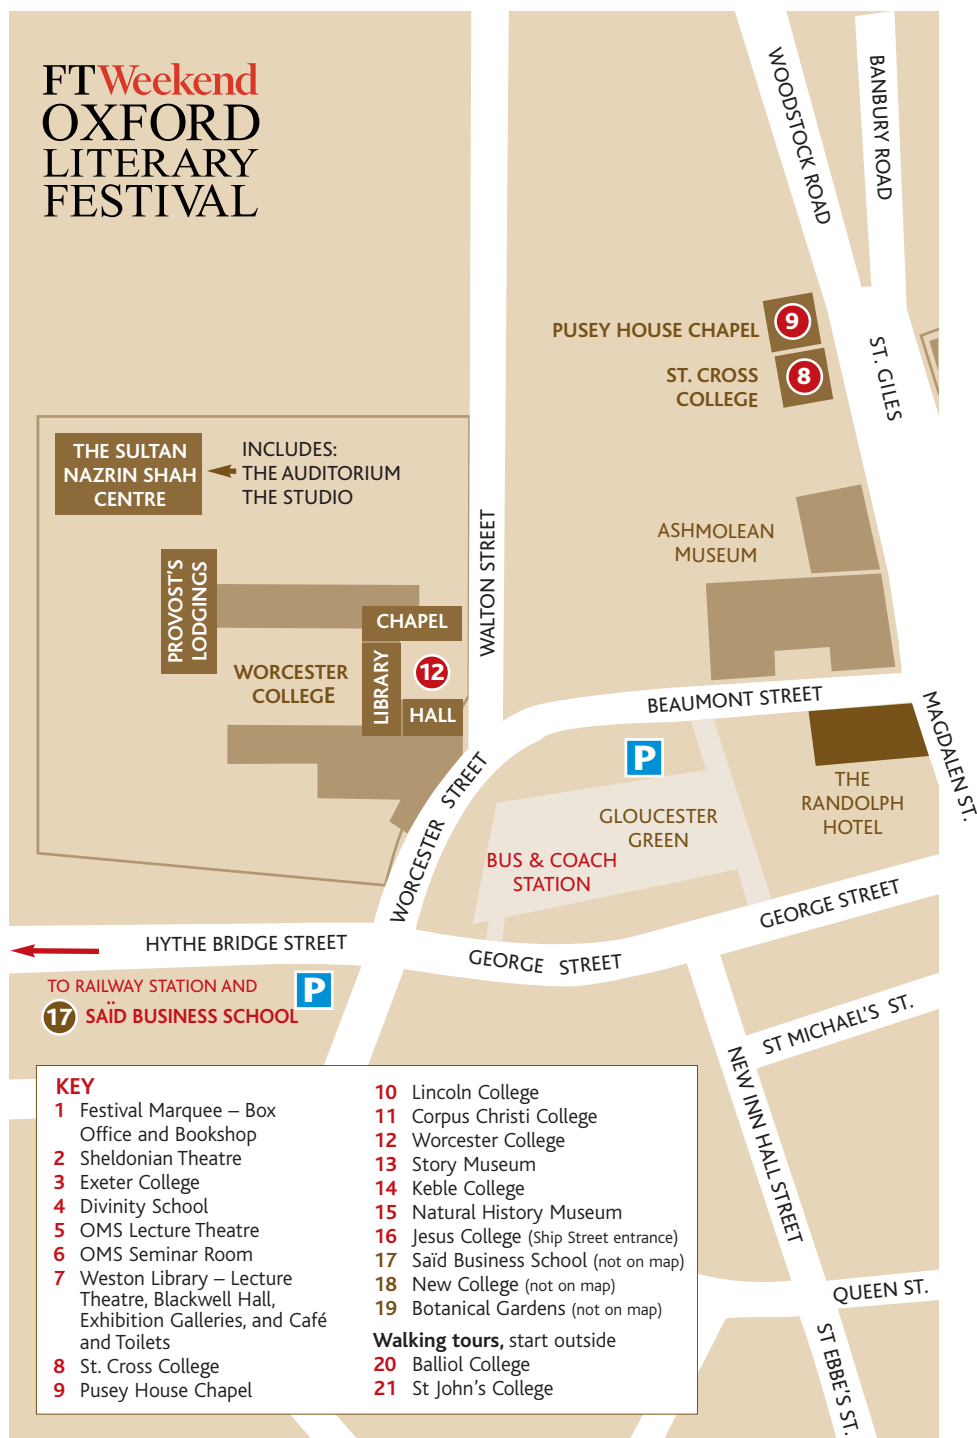 FTWeekend
OXFORD
LITERARY
FESTIVAL
WOODSTOCK ROAD
BANBURY ROAD
ST. GILES
PUSEY HOUSE CHAPEL
9
ST. CROSS
COLLEGE
8
THE SULTAN
NAZRIN SHAH
CENTRE
INCLUDES:
THE AUDITORIUM
THE STUDIO
WALTON STREET
ASHMOLEAN
MUSEUM
PROVOST'S
LODGINGS
CHAPEL
WORCESTER
COLLEGE
LIBRARY
12
HALL
BEAUMONT STREET
MAGDALEN ST.
P
THE
RANDOLPH
HOTEL
WORCESTER STREET
GLOUCESTER
GREEN
BUS & COACH
STATION
GEORGE STREET
HYTHE BRIDGE STREET
GEORGE STREET
TO RAILWAY STATION AND
17 SAÏD BUSINESS SCHOOL
P
ST MICHAEL'S ST.
NEW INN HALL STREET
QUEEN ST.
ST EBBE'S ST.
KEY
1 Festival Marquee – Box
Office and Bookshop
2 Sheldonian Theatre
3 Exeter College
4 Divinity School
5 OMS Lecture Theatre
6 OMS Seminar Room
7 Weston Library – Lecture
Theatre, Blackwell Hall,
Exhibition Galleries, and Café
and Toilets
8 St. Cross College
9 Pusey House Chapel
10 Lincoln College
11 Corpus Christi College
12 Worcester College
13 Story Museum
14 Keble College
15 Natural History Museum
16 Jesus College (Ship Street entrance)
17 Saïd Business School (not on map)
18 New College (not on map)
19 Botanical Gardens (not on map)
Walking tours, start outside
20 Balliol College
21 St John's College